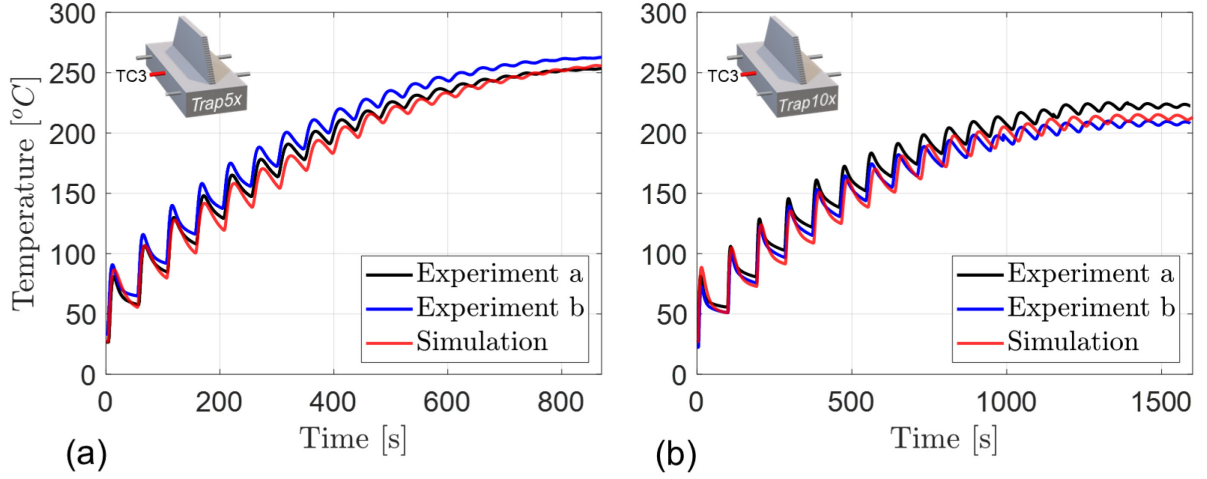 300
250
200
150
100
50
0
Temperature [°C]
TC3
Trap5x
Experiment a
Experiment b
Simulation
0 200 400 600 800
Time [s]
(a)
300
250
200
150
100
50
0
TC3
Trap10x
Experiment a
Experiment b
Simulation
0 500 1000 1500
Time [s]
(b)